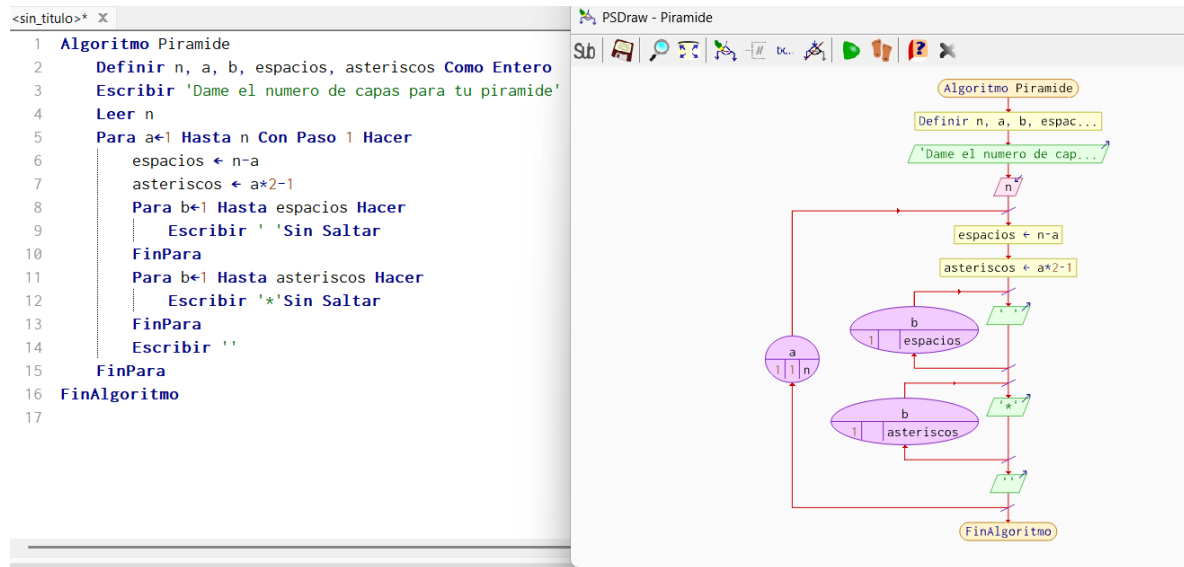 <sin_titulo>* X
1 Algoritmo Piramide
2 Definir n, a, b, espacios, asteriscos Como Entero
3 Escribir 'Dame el numero de capas para tu piramide'
4 Leer n
5 Para a←1 Hasta n Con Paso 1 Hacer
6 espacios ← n-a
7 asteriscos ← a*2-1
8 Para b←1 Hasta espacios Hacer
9 Escribir ' 'Sin Saltar
10 FinPara
11 Para b←1 Hasta asteriscos Hacer
12 Escribir '*'Sin Saltar
13 FinPara
14 Escribir ''
15 FinPara
16 FinAlgoritmo
17
PSDraw - Piramide
Sub
tx...
Algoritmo Piramide
Definir n, a, b, espac...
'Dame el numero de cap...
n
espacios ← n-a
asteriscos ← a*2-1
' '
b
1 espacios
a
1 1 n
'*'
b
1 asteriscos
''
FinAlgoritmo